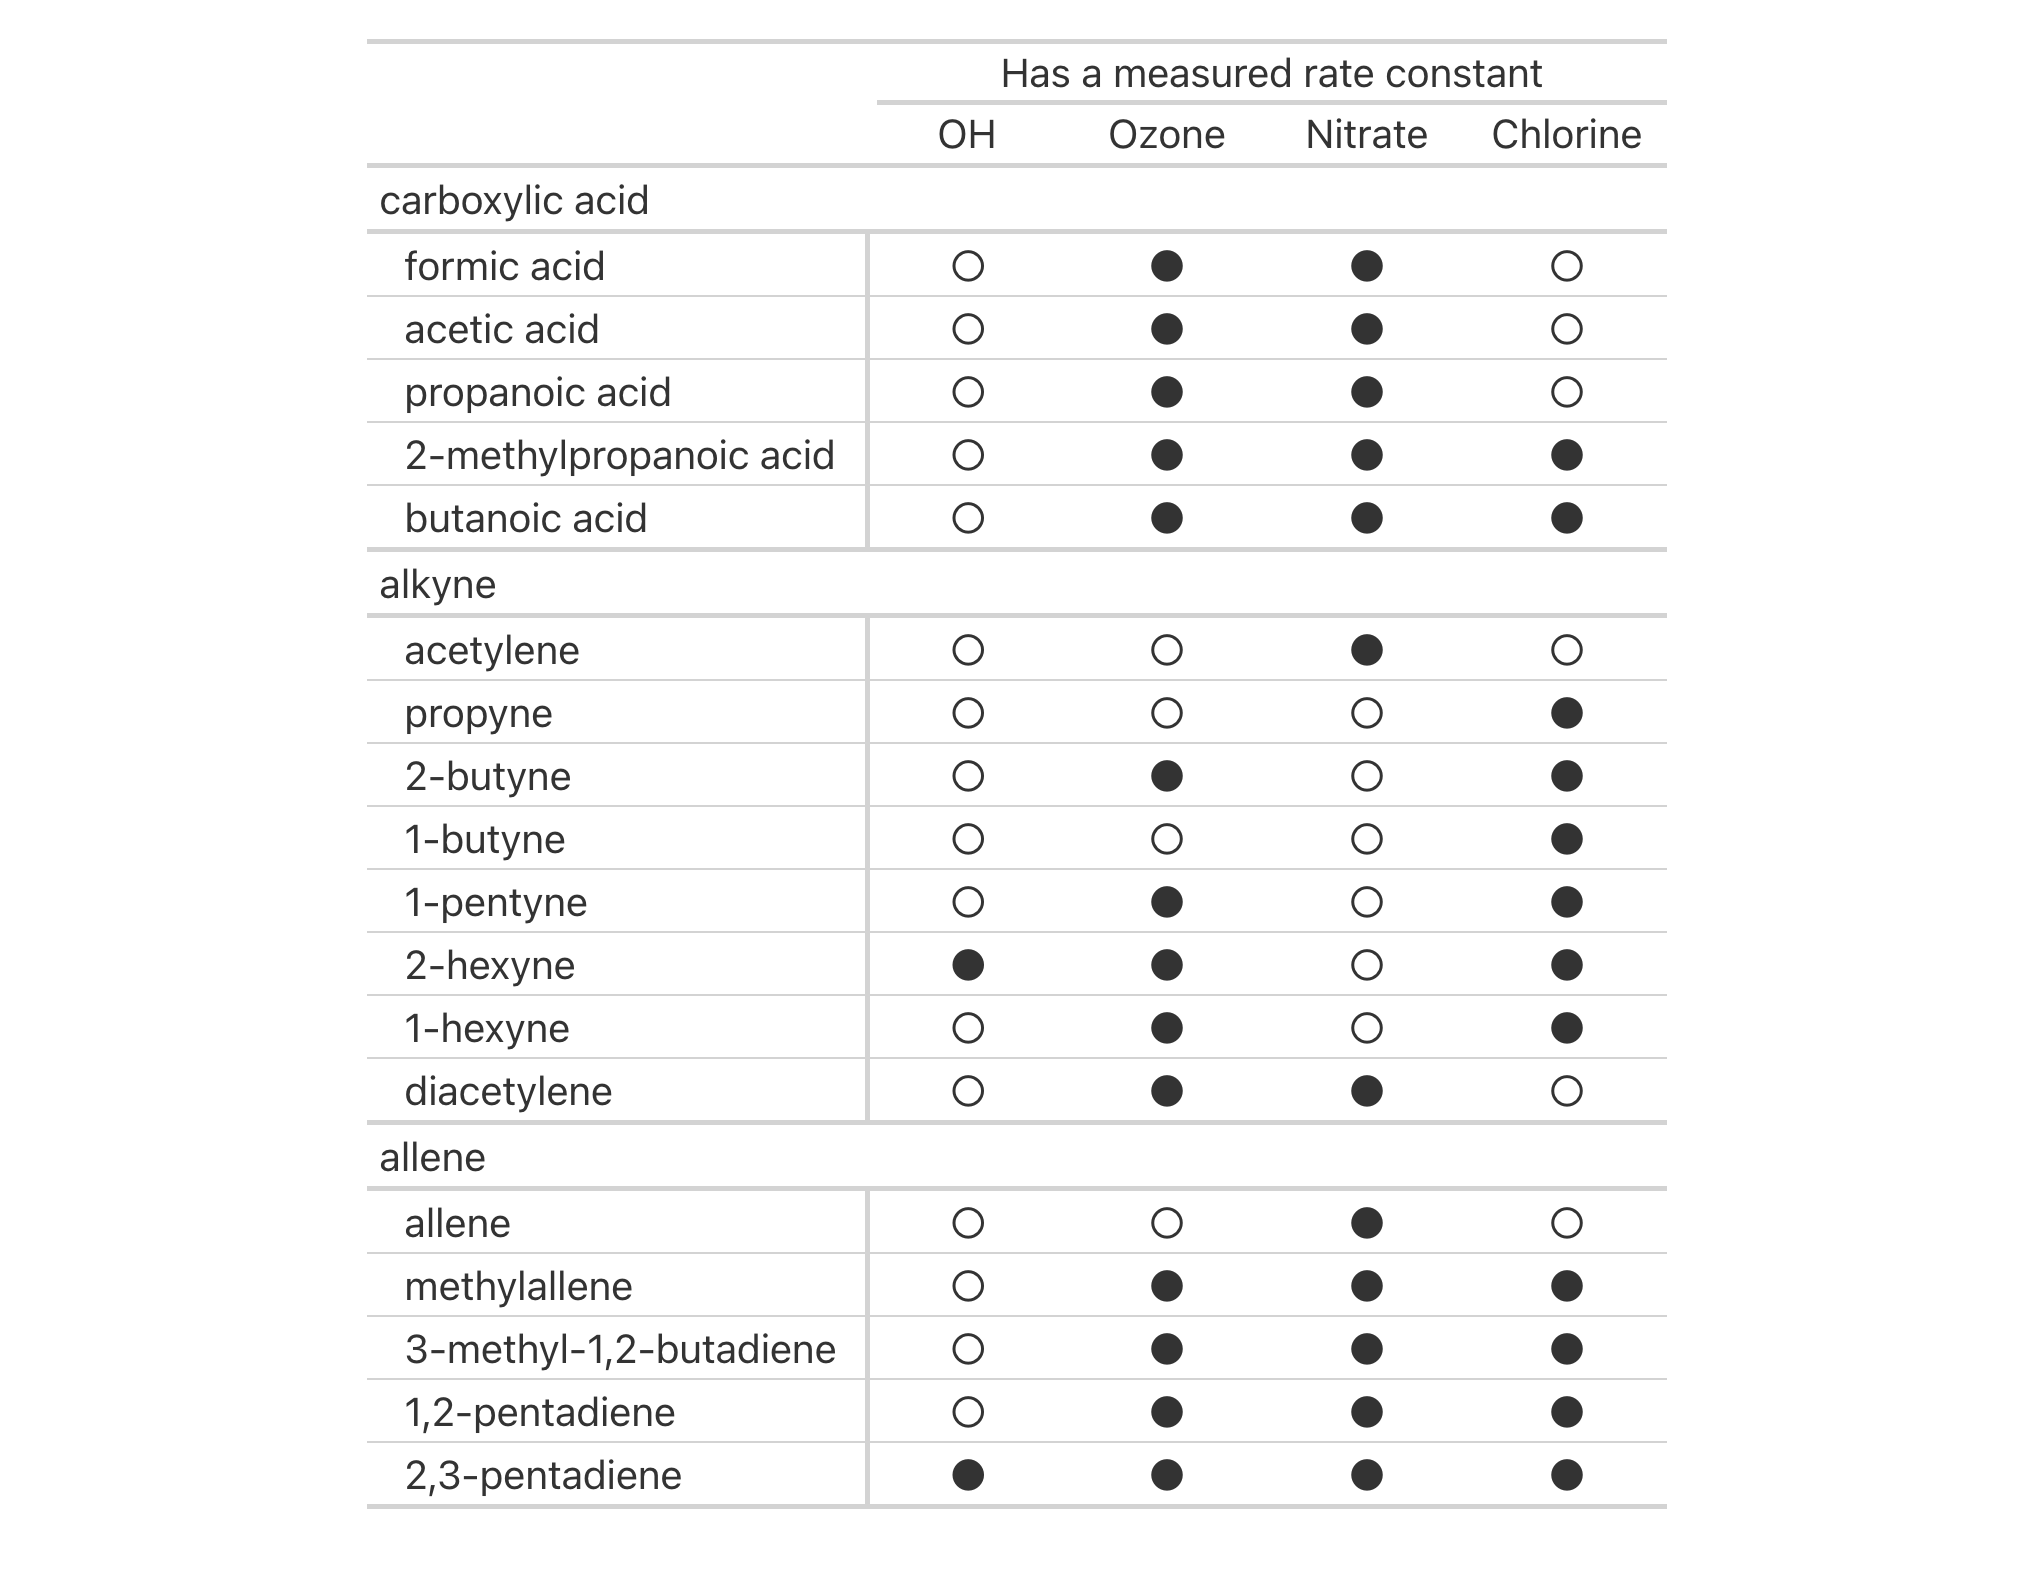 Has a measured rate constant
OH Ozone Nitrate Chlorine
carboxylic acid
formic acid ○ ● ● ○
acetic acid ○ ● ● ○
propanoic acid ○ ● ● ○
2-methylpropanoic acid ○ ● ● ●
butanoic acid ○ ● ● ●
alkyne
acetylene ○ ○ ● ○
propyne ○ ○ ○ ●
2-butyne ○ ● ○ ●
1-butyne ○ ○ ○ ●
1-pentyne ○ ● ○ ●
2-hexyne ● ● ○ ●
1-hexyne ○ ● ○ ●
diacetylene ○ ● ● ○
allene
allene ○ ○ ● ○
methylallene ○ ● ● ●
3-methyl-1,2-butadiene ○ ● ● ●
1,2-pentadiene ○ ● ● ●
2,3-pentadiene ● ● ● ●